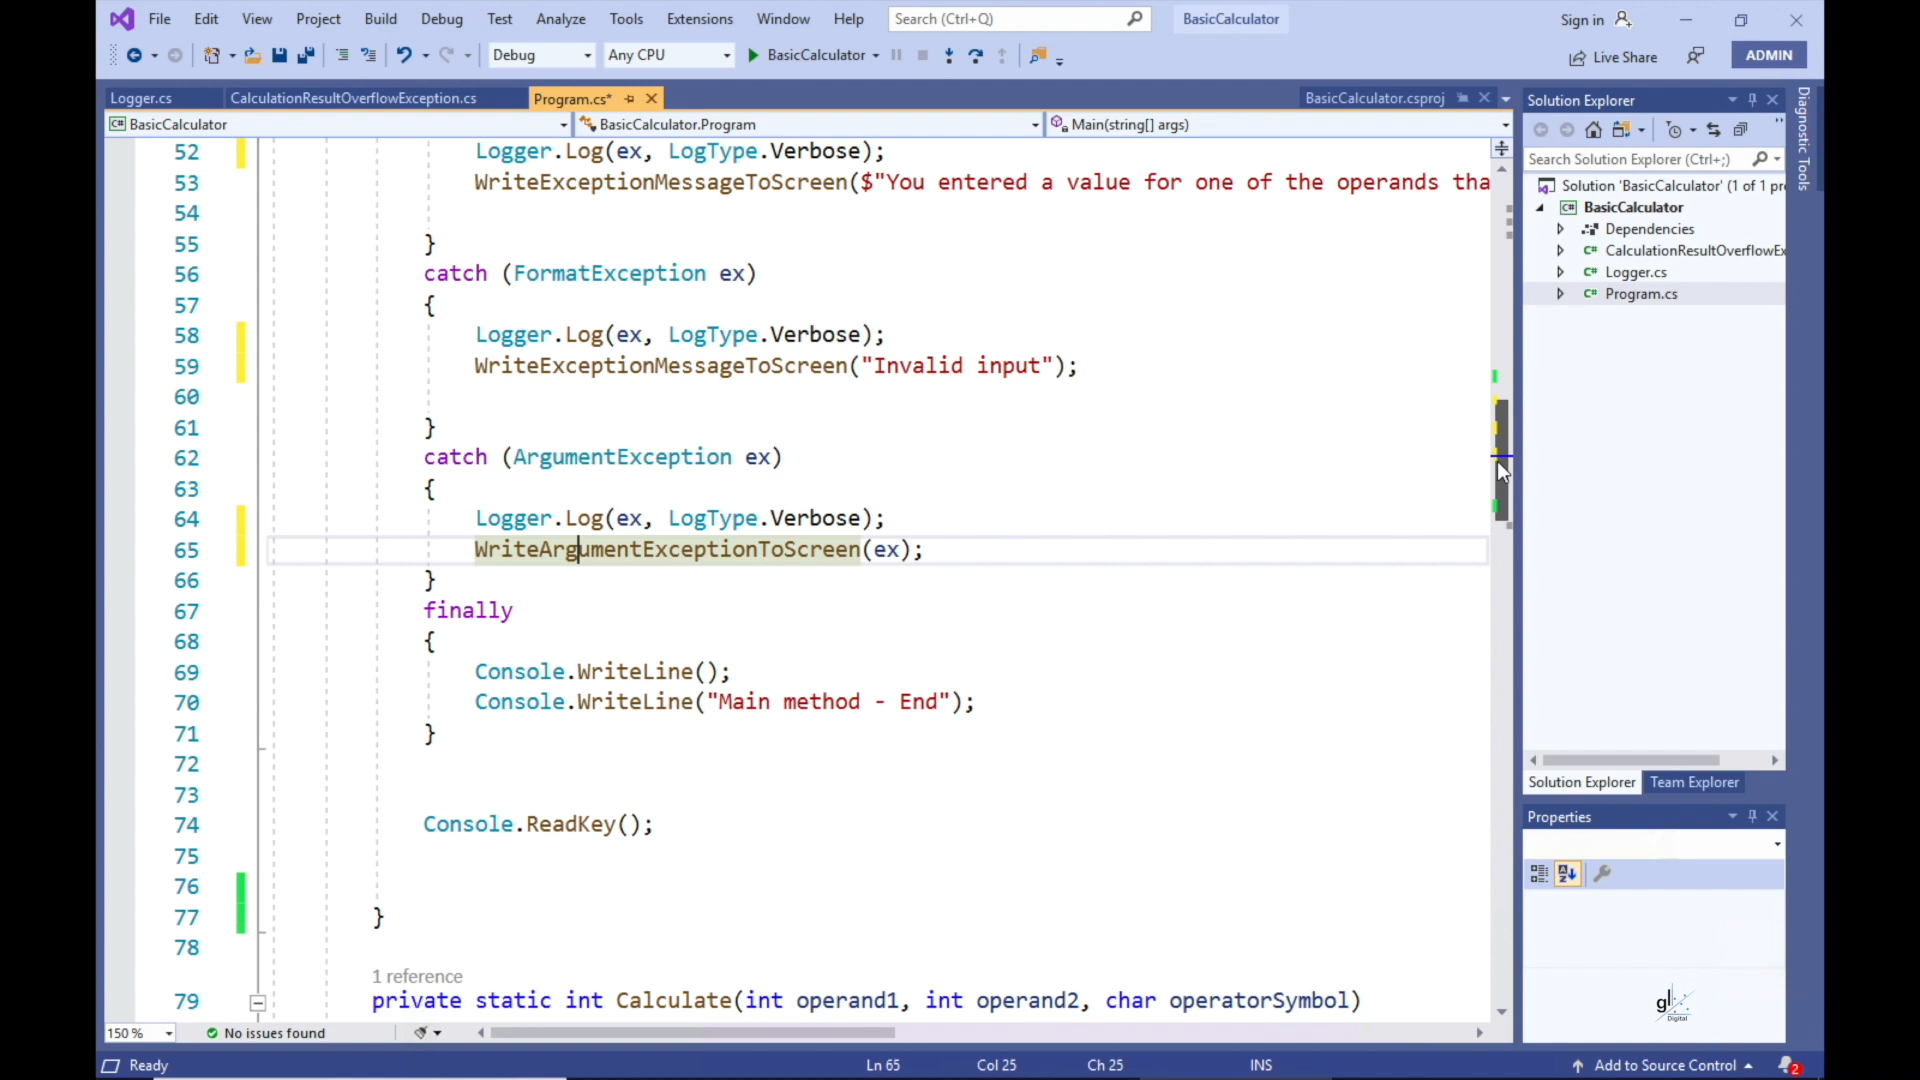 File Edit View Project Build Debug Test Analyze Tools Extensions Window Help Search (Ctrl+Q) BasicCalculator Sign in
Debug Any CPU BasicCalculator Live Share ADMIN
Logger.cs CalculationResultOverflowException.cs Program.cs* BasicCalculator.csproj
BasicCalculator BasicCalculator.Program Main(string[] args)
52 Logger.Log(ex, LogType.Verbose);
53 WriteExceptionMessageToScreen($"You entered a value for one of the operands tha
54
55 }
56 catch (FormatException ex)
57 {
58 Logger.Log(ex, LogType.Verbose);
59 WriteExceptionMessageToScreen("Invalid input");
60
61 }
62 catch (ArgumentException ex)
63 {
64 Logger.Log(ex, LogType.Verbose);
65 WriteArgumentExceptionToScreen(ex);
66 }
67 finally
68 {
69 Console.WriteLine();
70 Console.WriteLine("Main method - End");
71 }
72
73
74 Console.ReadKey();
75
76
77 }
78
1 reference
79 private static int Calculate(int operand1, int operand2, char operatorSymbol)
150 % No issues found
Ready Ln 65 Col 25 Ch 25 INS Add to Source Control 2
Solution Explorer
Search Solution Explorer (Ctrl+;)
Solution 'BasicCalculator' (1 of 1 pr
BasicCalculator
Dependencies
C# CalculationResultOverflowEx
C# Logger.cs
C# Program.cs
Solution Explorer Team Explorer
Properties
gl
Digital
Diagnostic Tools